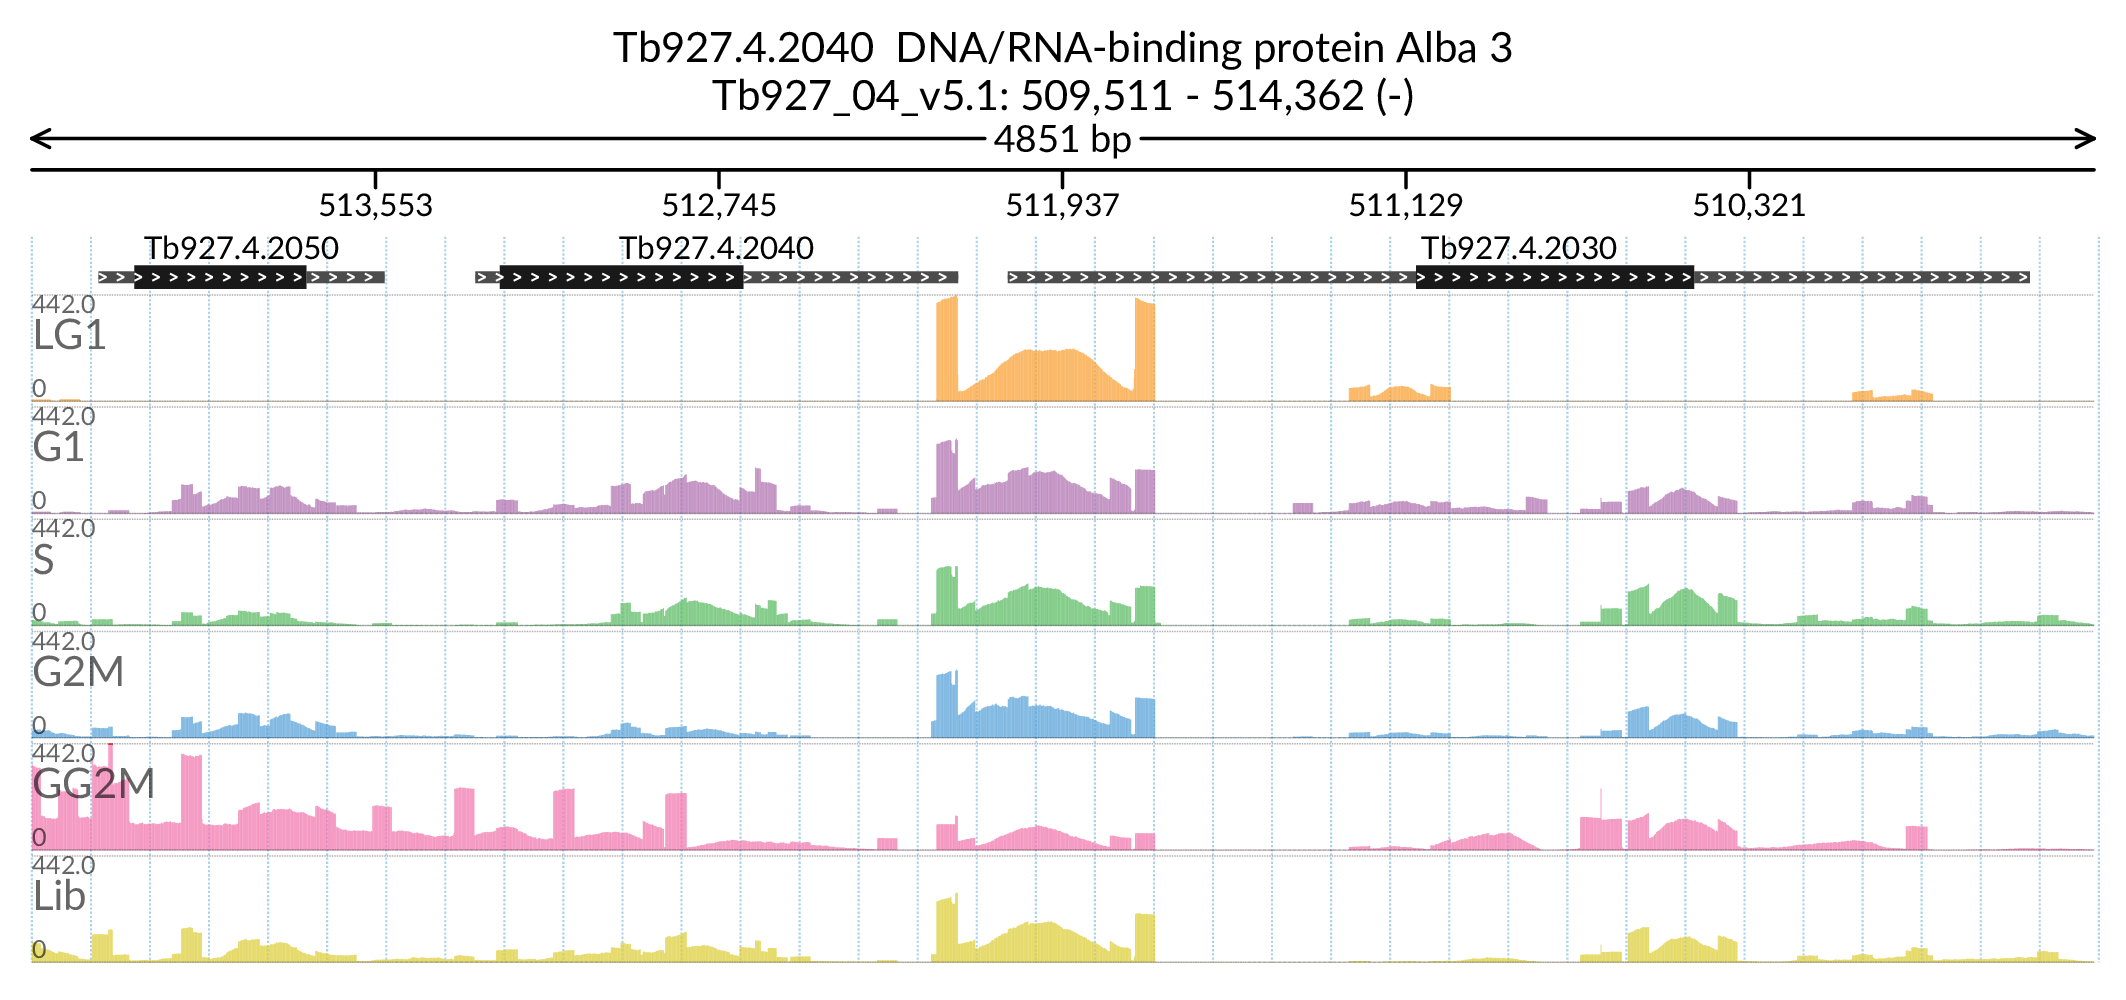 Tb927.4.2040  DNA/RNA-binding protein Alba 3
Tb927_04_v5.1: 509,511 - 514,362 (-)
4851 bp
513,553 512,745 511,937 511,129 510,321
Tb927.4.2050 Tb927.4.2040 Tb927.4.2030
442.0
LG1
0
442.0
G1
0
442.0
S
0
442.0
G2M
0
442.0
GG2M
0
442.0
Lib
0